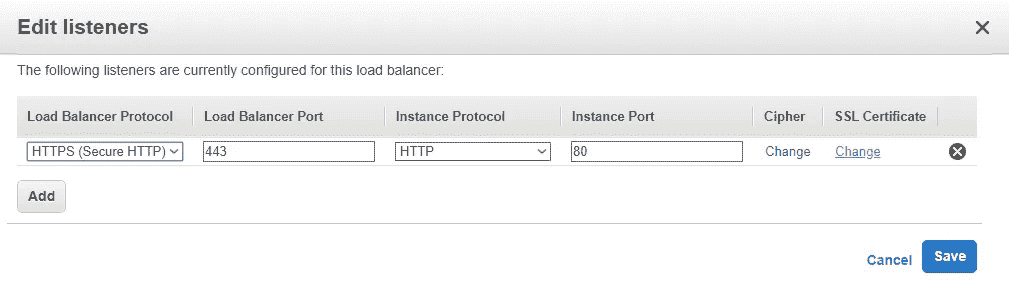 Edit listeners
The following listeners are currently configured for this load balancer:
Load Balancer Protocol Load Balancer Port Instance Protocol Instance Port Cipher SSL Certificate
HTTPS (Secure HTTP) 443 HTTP 80 Change Change
Add
Cancel Save